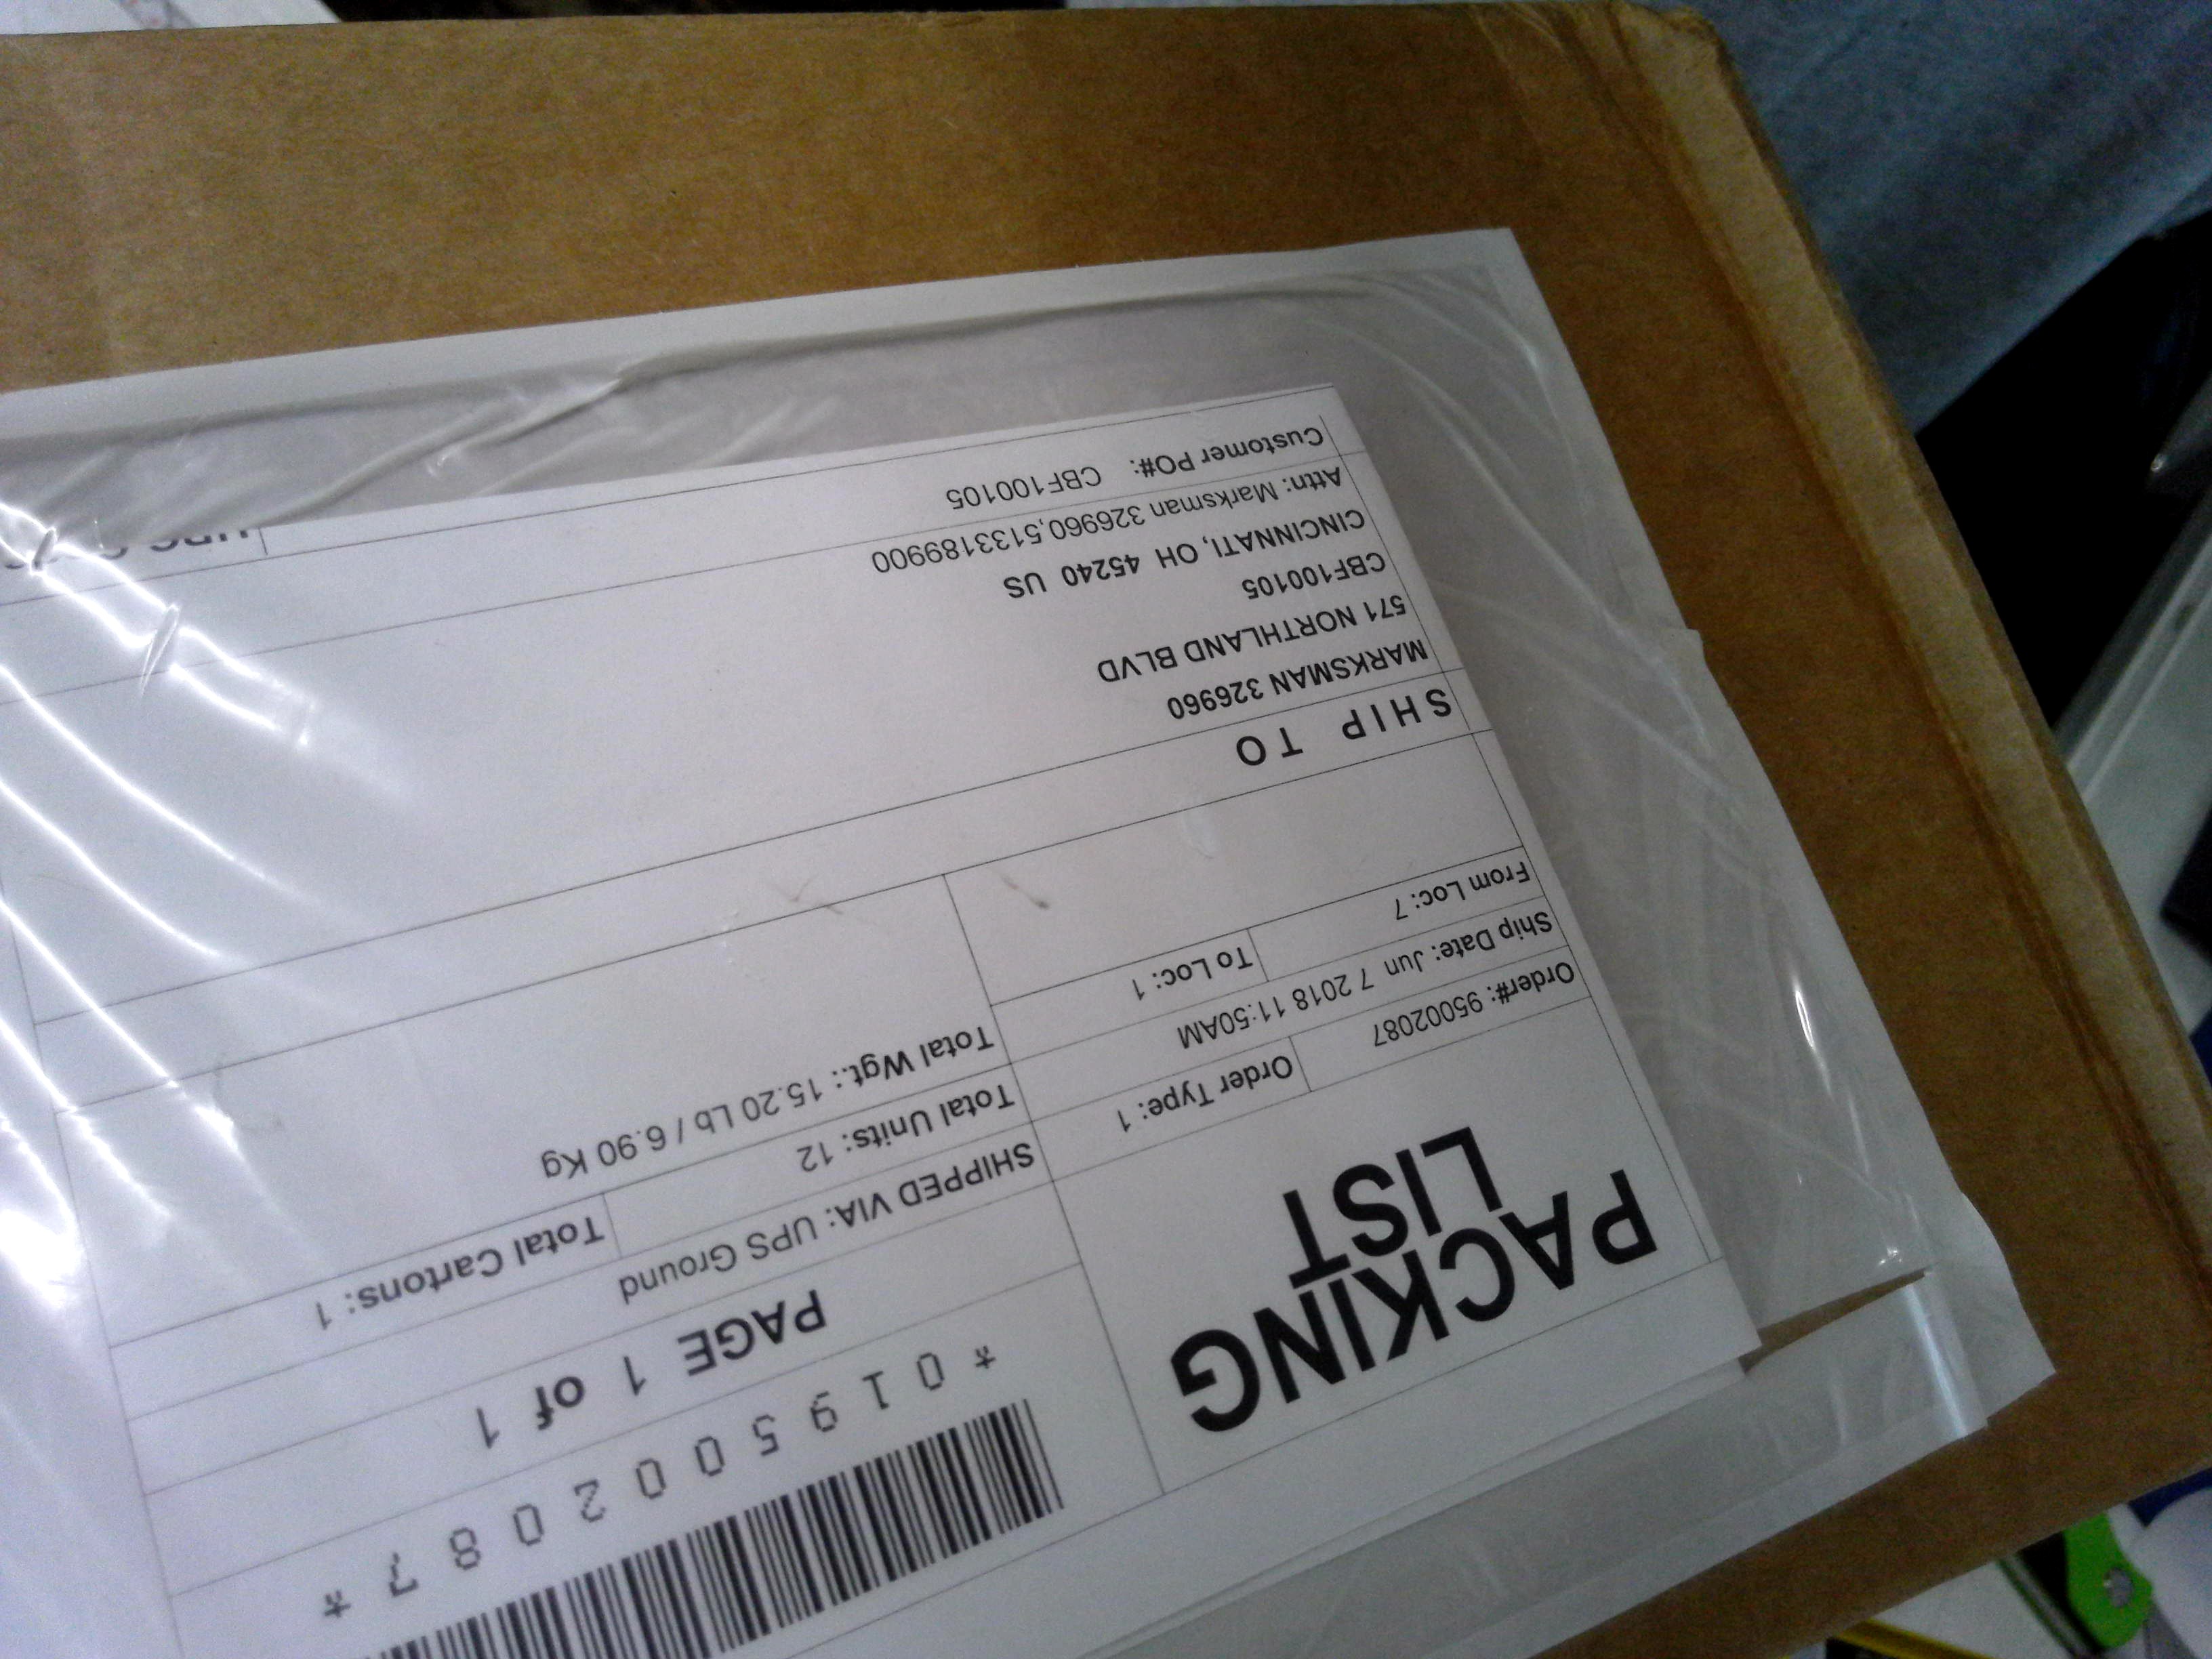 PACKING
LIST
*0195002087*
PAGE 1 of 1
Order#: 95002087
Order Type: 1
SHIPPED VIA: UPS Ground
Ship Date: Jun 7 2018 11:50AM
Total Units: 12
Total Cartons: 1
From Loc: 7
To Loc: 1
Total Wgt.: 15.20 Lb / 6.90 Kg
SHIP TO
MARKSMAN 326960
571 NORTHLAND BLVD
CBF100105
CINCINNATI, OH 45240 US
Attn: Marksman 326960,5133189900
Customer PO#: CBF100105